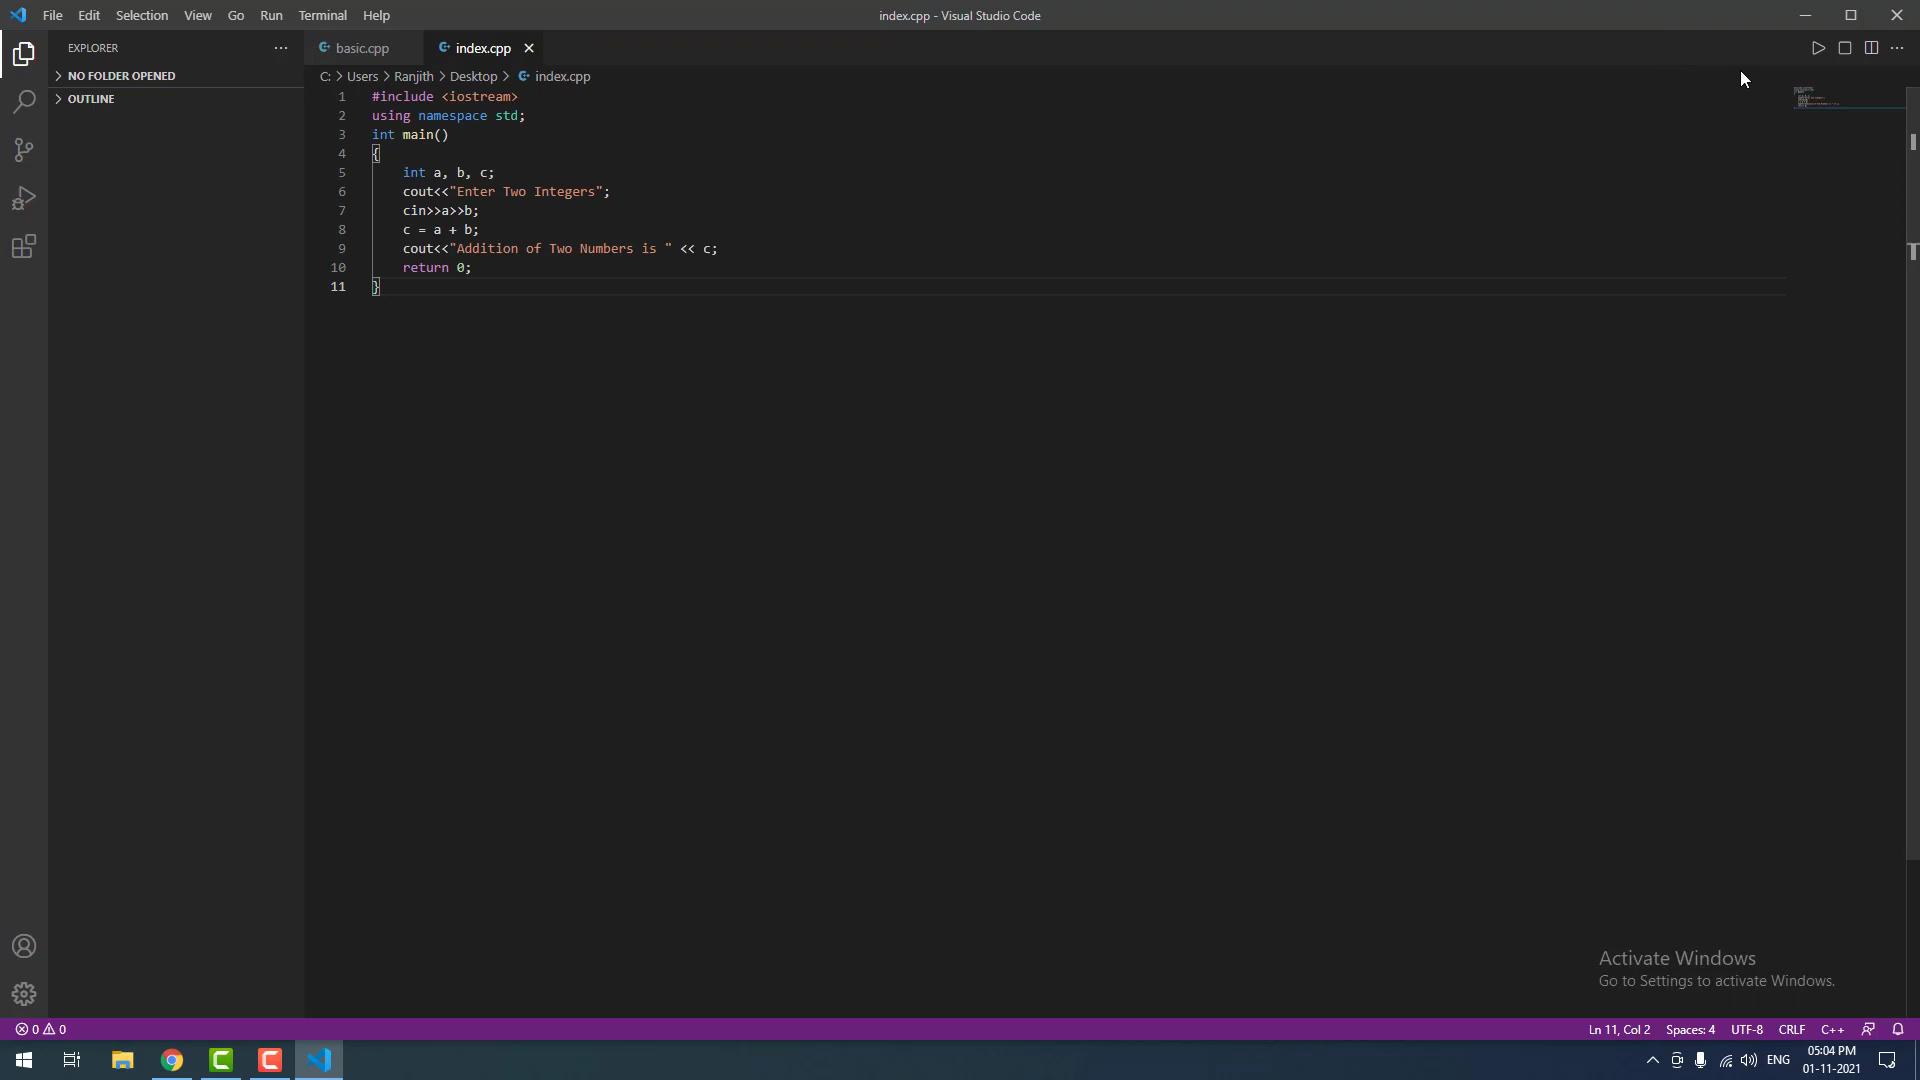 File Edit Selection View Go Run Terminal Help
index.cpp - Visual Studio Code
EXPLORER
basic.cpp
index.cpp
NO FOLDER OPENED
OUTLINE
C: > Users > Ranjith > Desktop > index.cpp
1 #include <iostream>
2 using namespace std;
3 int main()
4 {
5 int a, b, c;
6 cout<<"Enter Two Integers";
7 cin>>a>>b;
8 c = a + b;
9 cout<<"Addition of Two Numbers is " << c;
10 return 0;
11 }
Activate Windows
Go to Settings to activate Windows.
0 0
Ln 11, Col 2 Spaces: 4 UTF-8 CRLF C++
ENG
05:04 PM
01-11-2021